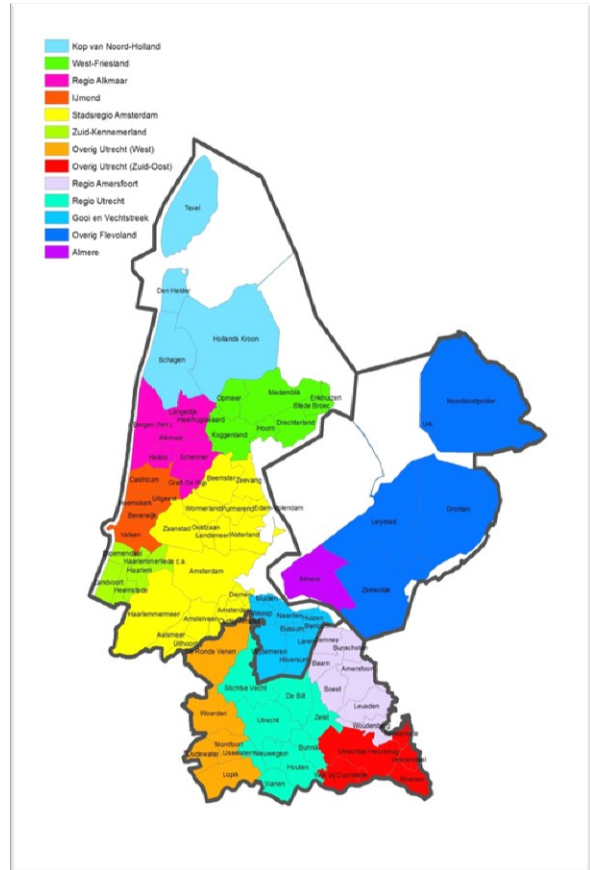 Kop van Noord-Holland
West-Friesland
Regio Alkmaar
IJmond
Stadsregio Amsterdam
Zuid-Kennemerland
Overig Utrecht (West)
Overig Utrecht (Zuid-Oost)
Regio Amersfoort
Regio Utrecht
Gooi en Vechtstreek
Overig Flevoland
Almere
Texel
Den Helder
Hollands Kroon
Schagen
Medemblik
Opmeer
Enkhuizen
Stede Broec
Noordoostpolder
Langedijk
Heerhugowaard
Bergen (NH.)
Drechterland
Urk
Hoorn
Koggenland
Alkmaar
Heiloo
Schermer
Castricum
Graft-De Rijp
Beemster
Zeevang
Uitgeest
Heemskerk
Wormerland
Purmerend
Edam-Volendam
Dronten
Beverwijk
Lelystad
Zaanstad
Oostzaan
Velsen
Landsmeer
Waterland
Bloemendaal
Haarlemmerliede c.a.
Haarlem
Amsterdam
Almere
Zandvoort
Heemstede
Zeewolde
Diemen
Muiden
Haarlemmermeer
Amstelveen
Amsterdam
Weesp
Naarden
Huizen
Bussum
Aalsmeer
Uithoorn
Laren
Eemnes
Bunschoten
De Ronde Venen
Wijdemeren
Hilversum
Baarn
Amersfoort
Stichtse Vecht
De Bilt
Soest
Leusden
Woerden
Utrecht
Zeist
Woudenberg
Montfoort
Bunnik
Utrechtse Heuvelrug
Oudewater
IJsselstein
Nieuwegein
Veenendaal
Houten
Lopik
Wijk bij Duurstede
Rhenen
Vianen